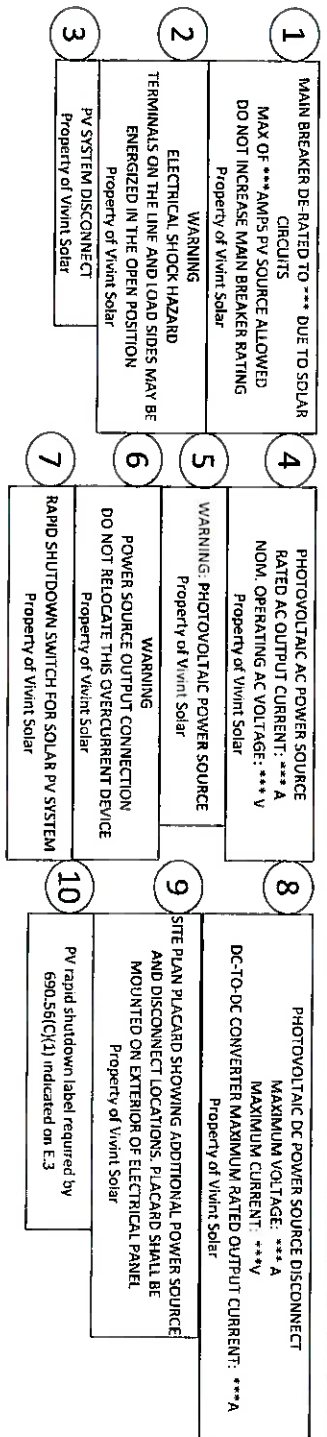 1
MAIN BREAKER DE-RATED TO *** DUE TO SOLAR
CIRCUITS
MAX OF *** AMPS PV SOURCE ALLOWED
DO NOT INCREASE MAIN BREAKER RATING
Property of Vivint Solar
2
WARNING
ELECTRICAL SHOCK HAZARD
TERMINALS ON THE LINE AND LOAD SIDES MAY BE
ENERGIZED IN THE OPEN POSITION
Property of Vivint Solar
3
PV SYSTEM DISCONNECT
Property of Vivint Solar
4
PHOTOVOLTAIC AC POWER SOURCE
RATED AC OUTPUT CURRENT: *** A
NOM. OPERATING AC VOLTAGE: *** V
Property of Vivint Solar
5
WARNING: PHOTOVOLTAIC POWER SOURCE
Property of Vivint Solar
6
WARNING
POWER SOURCE OUTPUT CONNECTION
DO NOT RELOCATE THIS OVERCURRENT DEVICE
Property of Vivint Solar
7
RAPID SHUTDOWN SWITCH FOR SOLAR PV SYSTEM
Property of Vivint Solar
8
PHOTOVOLTAIC DC POWER SOURCE DISCONNECT
MAXIMUM VOLTAGE: *** A
MAXIMUM CURRENT: ***V
DC-TO-DC CONVERTER MAXIMUM RATED OUTPUT CURRENT: ***A
Property of Vivint Solar
9
SITE PLAN PLACARD SHOWING ADDITIONAL POWER SOURCE
AND DISCONNECT LOCATIONS. PLACARD SHALL BE
MOUNTED ON EXTERIOR OF ELECTRICAL PANEL
Property of Vivint Solar
10
PV rapid shutdown label required by
690.56(C)(1) indicated on E.3